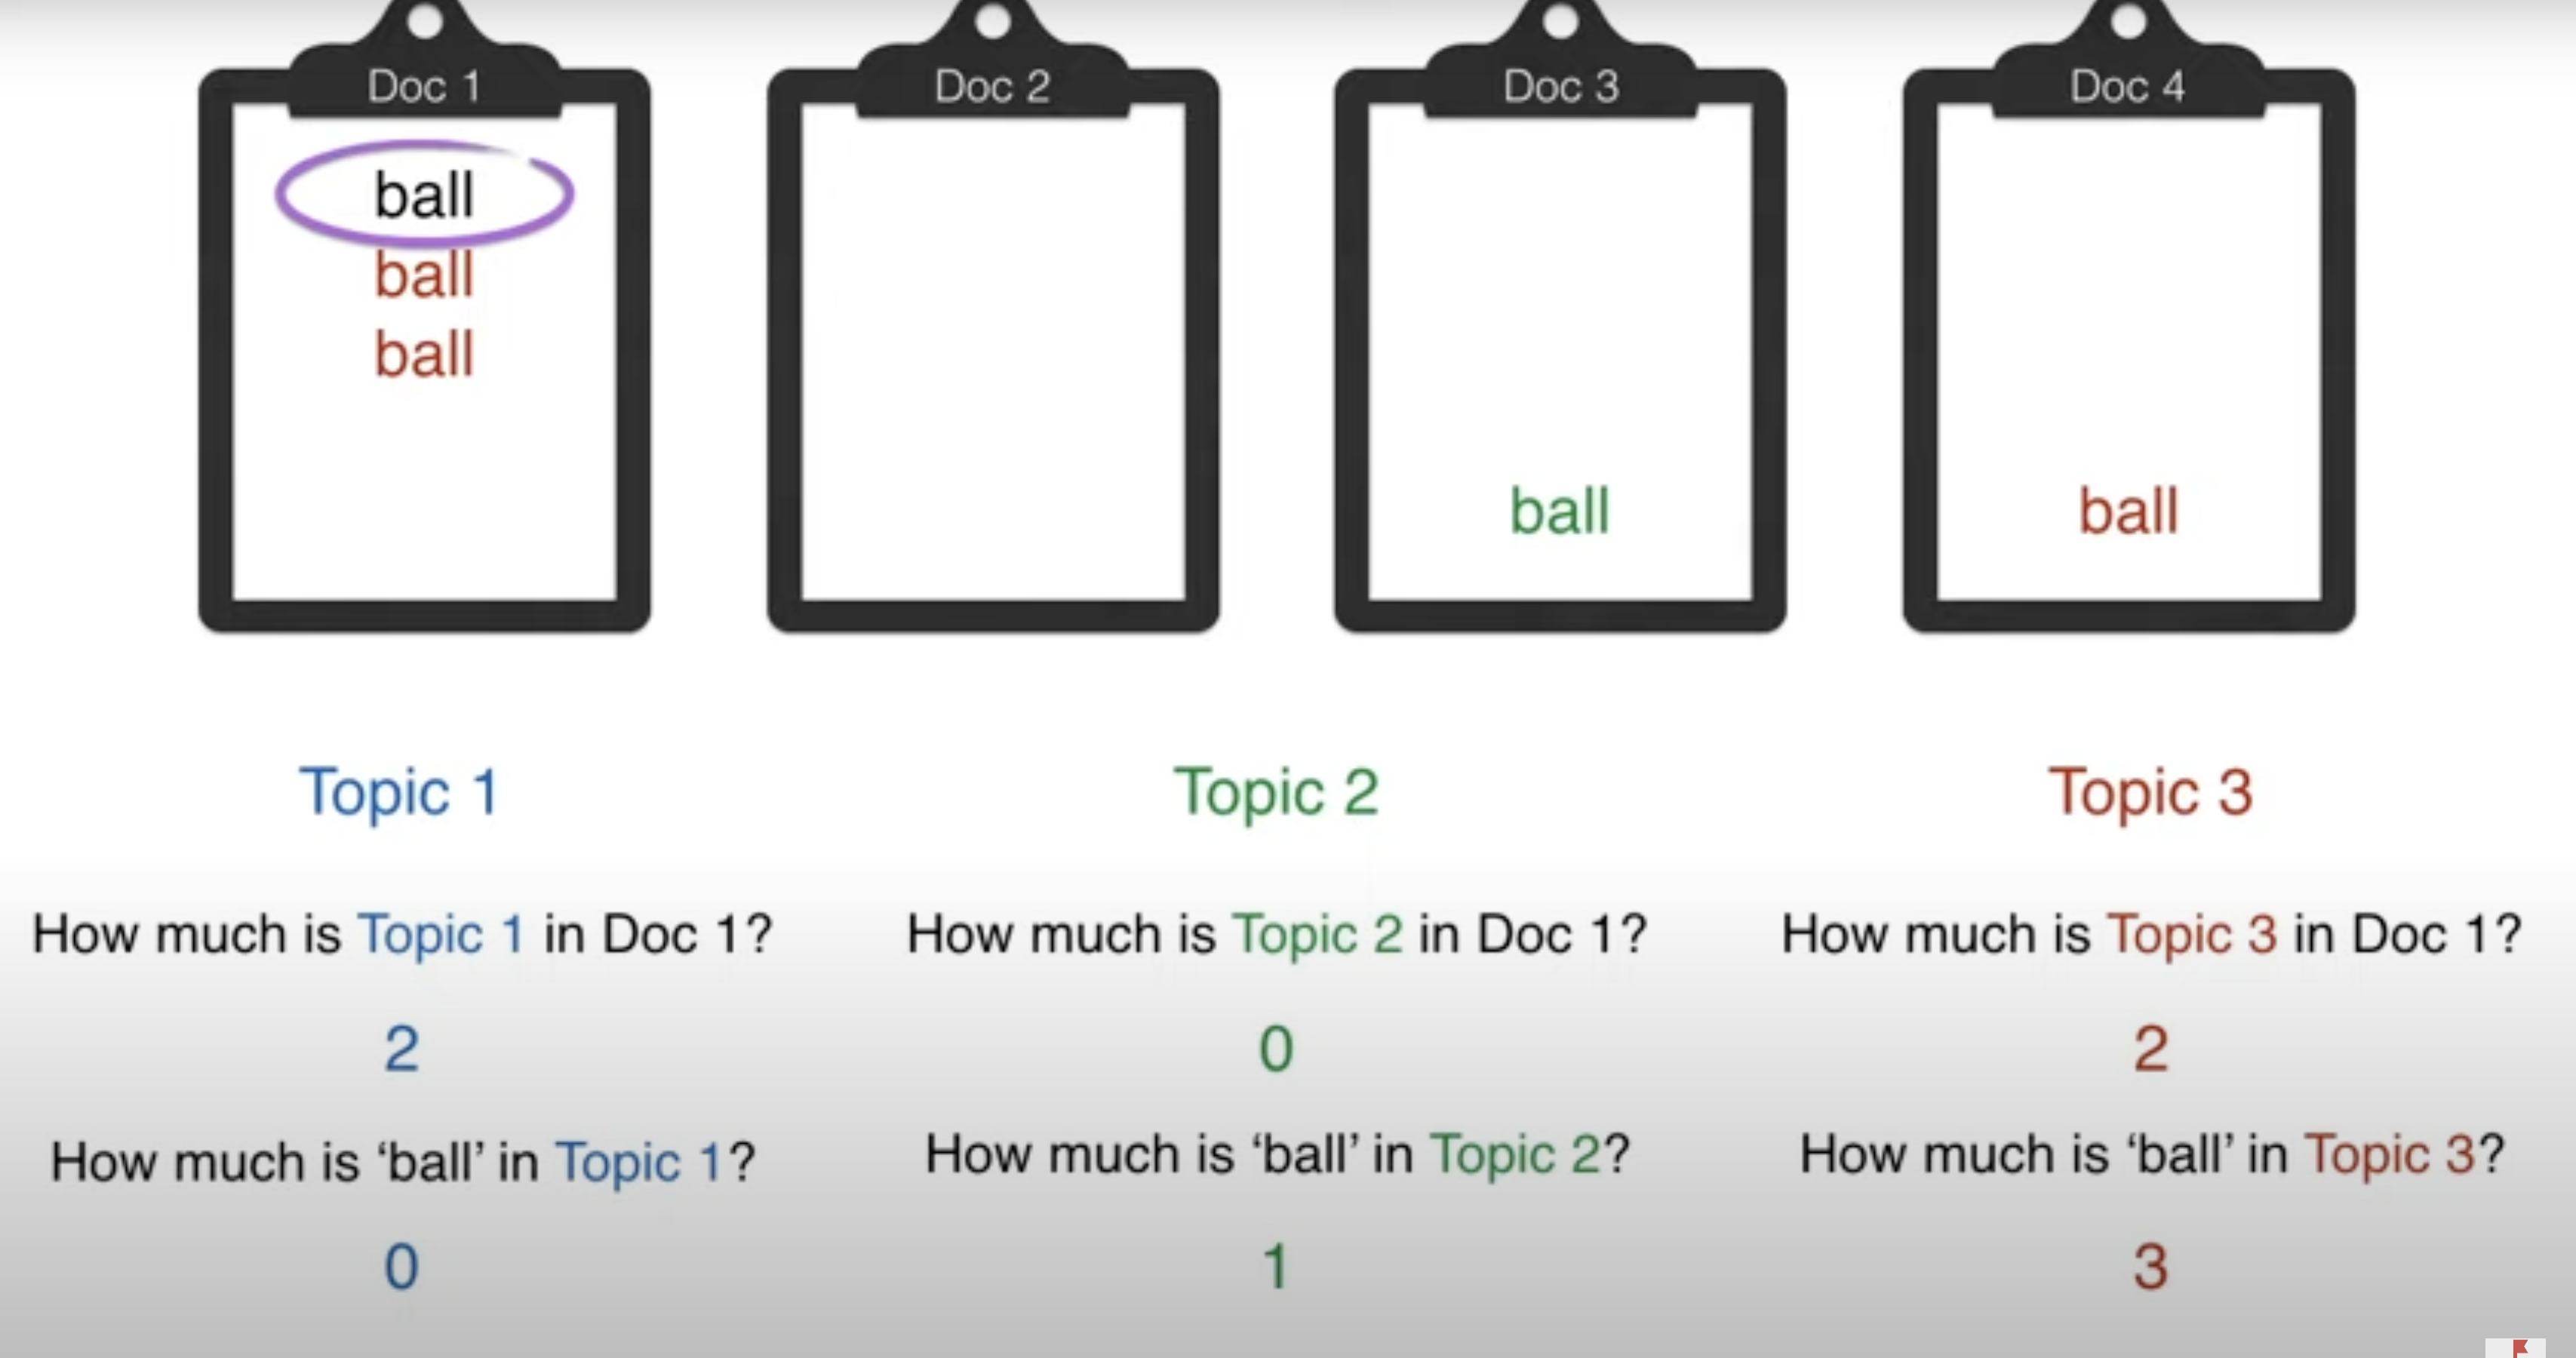 Doc 1
ball
ball
ball
Doc 2
Doc 3
ball
Doc 4
ball
Topic 1
Topic 2
Topic 3
How much is Topic 1 in Doc 1?
How much is Topic 2 in Doc 1?
How much is Topic 3 in Doc 1?
2
0
2
How much is ‘ball’ in Topic 1?
How much is ‘ball’ in Topic 2?
How much is ‘ball’ in Topic 3?
0
1
3